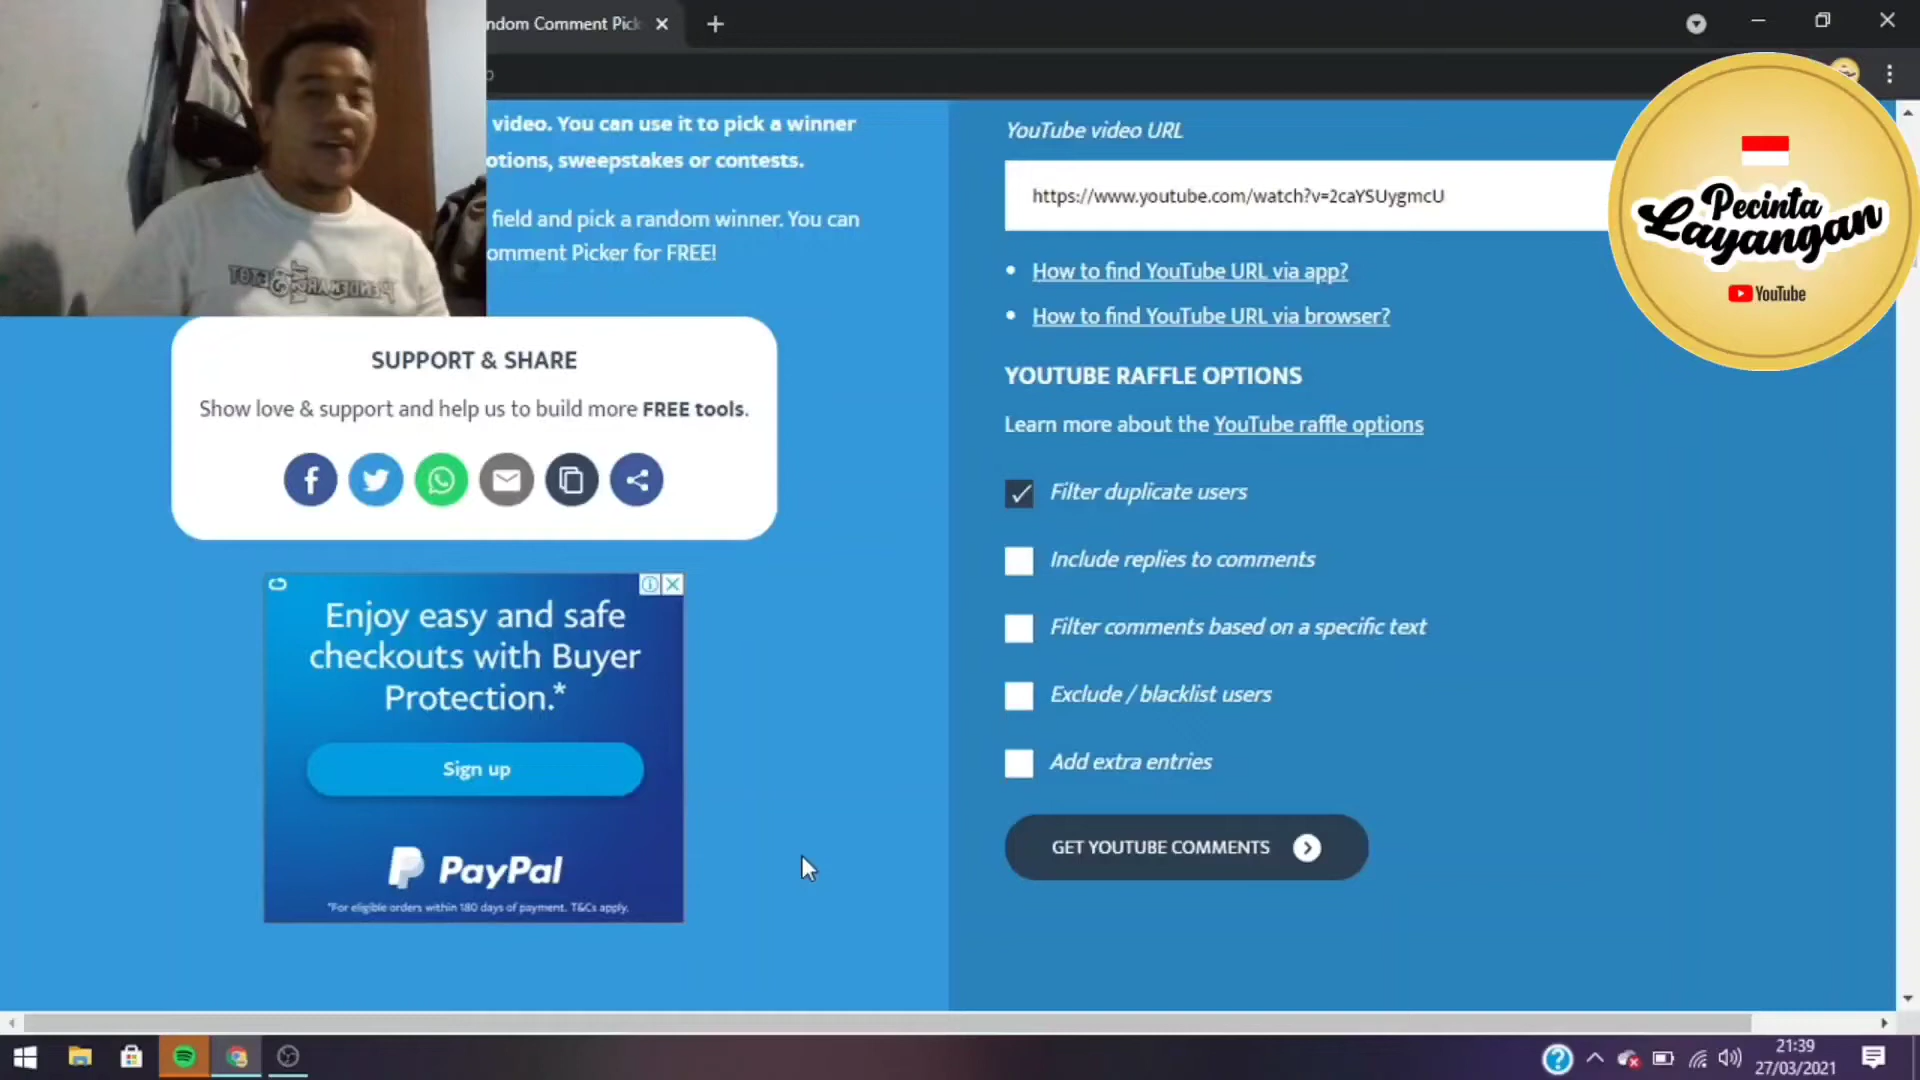 ndom Comment Pick
video. You can use it to pick a winner
otions, sweepstakes or contests.
field and pick a random winner. You can
omment Picker for FREE!
SUPPORT & SHARE
Show love & support and help us to build more FREE tools.
Enjoy easy and safe
checkouts with Buyer
Protection.*
Sign up
PayPal
*For eligible orders within 180 days of payment. T&Cs apply.
YouTube video URL
https://www.youtube.com/watch?v=2caYSUygmcU
How to find YouTube URL via app?
How to find YouTube URL via browser?
YOUTUBE RAFFLE OPTIONS
Learn more about the YouTube raffle options
Filter duplicate users
Include replies to comments
Filter comments based on a specific text
Exclude / blacklist users
Add extra entries
GET YOUTUBE COMMENTS
Pecinta
Layangan
YouTube
21:39
27/03/2021